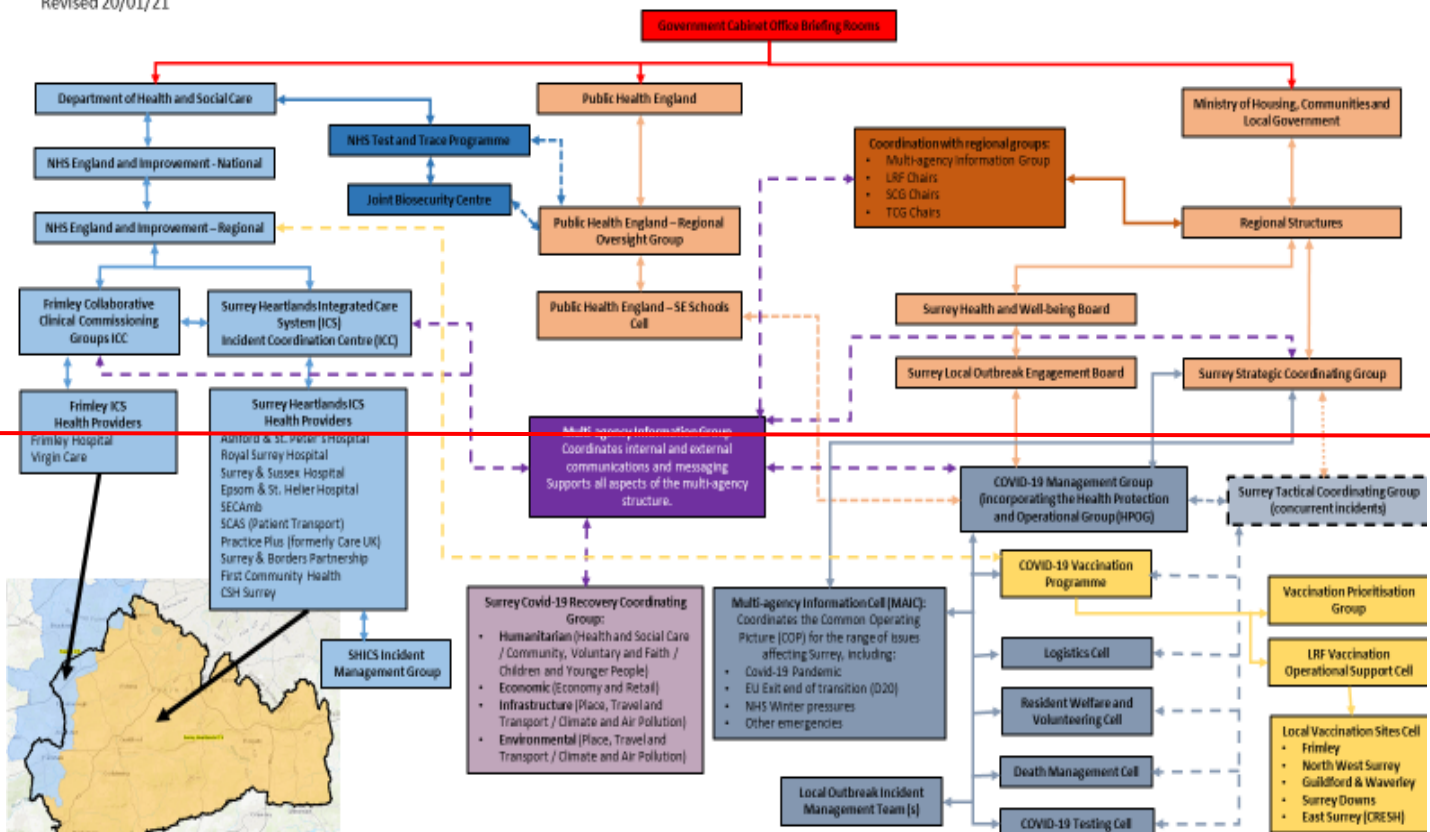 Revised 20/01/21
Government Cabinet Office Briefing Rooms
Department of Health and Social Care
Public Health England
Ministry of Housing, Communities and
Local Government
NHS Test and Trace Programme
Coordination with regional groups:
• Multi-agency Information Group
• LRF Chairs
• SCG Chairs
• TCG Chairs
NHS England and Improvement - National
Joint Biosecurity Centre
NHS England and Improvement – Regional
Public Health England – Regional
Oversight Group
Regional Structures
Frimley Collaborative
Clinical Commissioning
Groups ICC
Surrey Heartlands Integrated Care
System (ICS)
Incident Coordination Centre (ICC)
Public Health England – SE Schools
Cell
Surrey Health and Well-being Board
Surrey Local Outbreak Engagement Board
Surrey Strategic Coordinating Group
Frimley ICS
Health Providers
Frimley Hospital
Virgin Care
Surrey Heartlands ICS
Health Providers
Ashford & St. Peter's Hospital
Royal Surrey Hospital
Surrey & Sussex Hospital
Epsom & St. Helier Hospital
SECAmb
SCAS (Patient Transport)
Practice Plus (formerly Care UK)
Surrey & Borders Partnership
First Community Health
CSH Surrey
Multi-agency Information Group
Coordinates internal and external
communications and messaging
Supports all aspects of the multi-agency
structure.
COVID-19 Management Group
(incorporating the Health Protection
and Operational Group (HPOG)
Surrey Tactical Coordinating Group
(concurrent incidents)
COVID-19 Vaccination
Programme
Vaccination Prioritisation
Group
Surrey Covid-19 Recovery Coordinating
Group:
• Humanitarian (Health and Social Care
/ Community, Voluntary and Faith /
Children and Younger People)
• Economic (Economy and Retail)
• Infrastructure (Place, Travel and
Transport / Climate and Air Pollution)
• Environmental (Place, Travel and
Transport / Climate and Air Pollution)
Multi-agency Information Cell (MAIC):
Coordinates the Common Operating
Picture (COP) for the range of issues
affecting Surrey, including:
• Covid-19 Pandemic
• EU Exit end of transition (D20)
• NHS Winter pressures
• Other emergencies
SHICS Incident
Management Group
Logistics Cell
LRF Vaccination
Operational Support Cell
Resident Welfare and
Volunteering Cell
Local Vaccination Sites Cell
• Frimley
• North West Surrey
• Guildford & Waverley
• Surrey Downs
• East Surrey (CRESH)
Death Management Cell
Local Outbreak Incident
Management Team (s)
COVID-19 Testing Cell